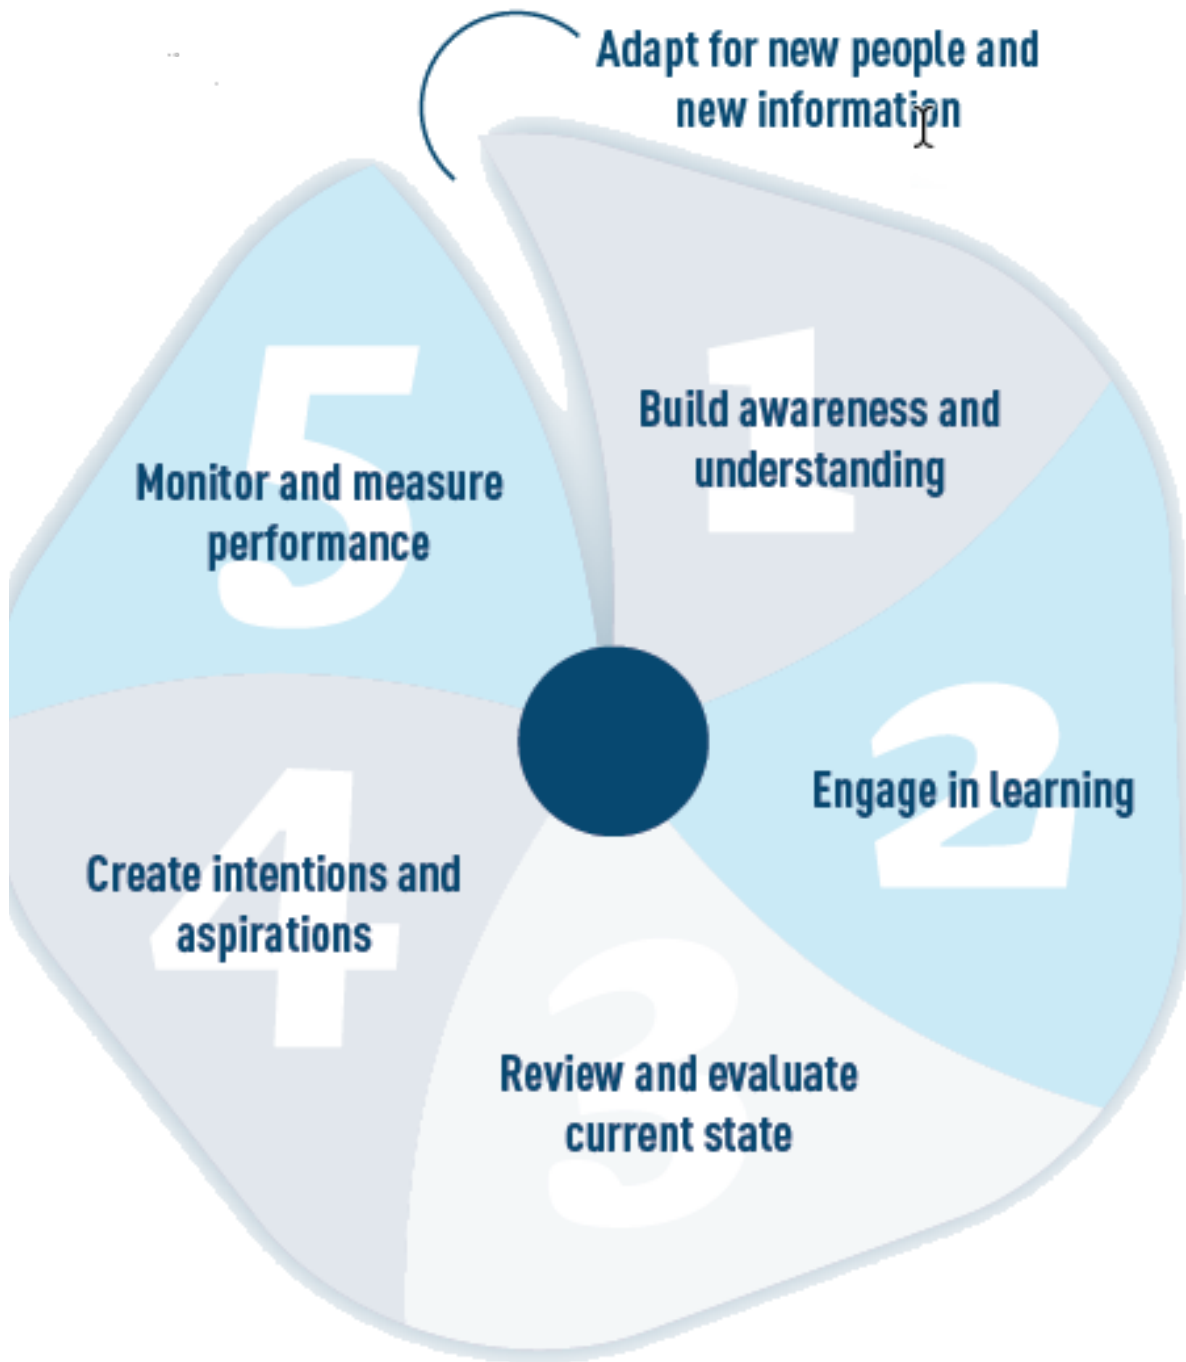 Adapt for new people and
new information
1
Build awareness and
understanding
2
Engage in learning
3
Review and evaluate
current state
4
Create intentions and
aspirations
5
Monitor and measure
performance